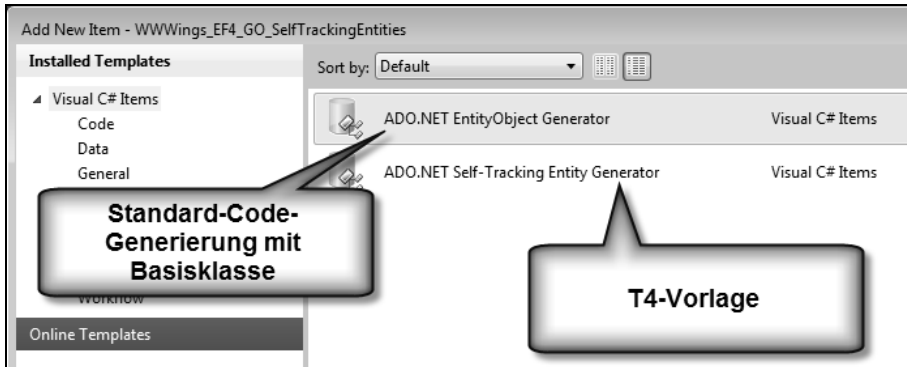 Add New Item - WWWings_EF4_GO_SelfTrackingEntities
Installed Templates
Sort by: Default
Visual C# Items
Code
Data
General
Workflow
Online Templates
ADO.NET EntityObject Generator Visual C# Items
ADO.NET Self-Tracking Entity Generator Visual C# Items
Standard-Code-
Generierung mit
Basisklasse
T4-Vorlage